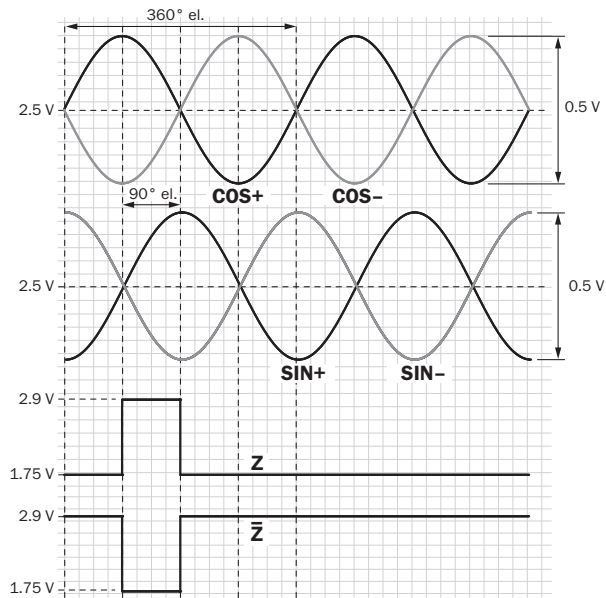 360° el.
2.5 V
0.5 V
COS+ COS–
90° el.
2.5 V
0.5 V
SIN+ SIN–
2.9 V
Z
1.75 V
2.9 V
Z̅
1.75 V